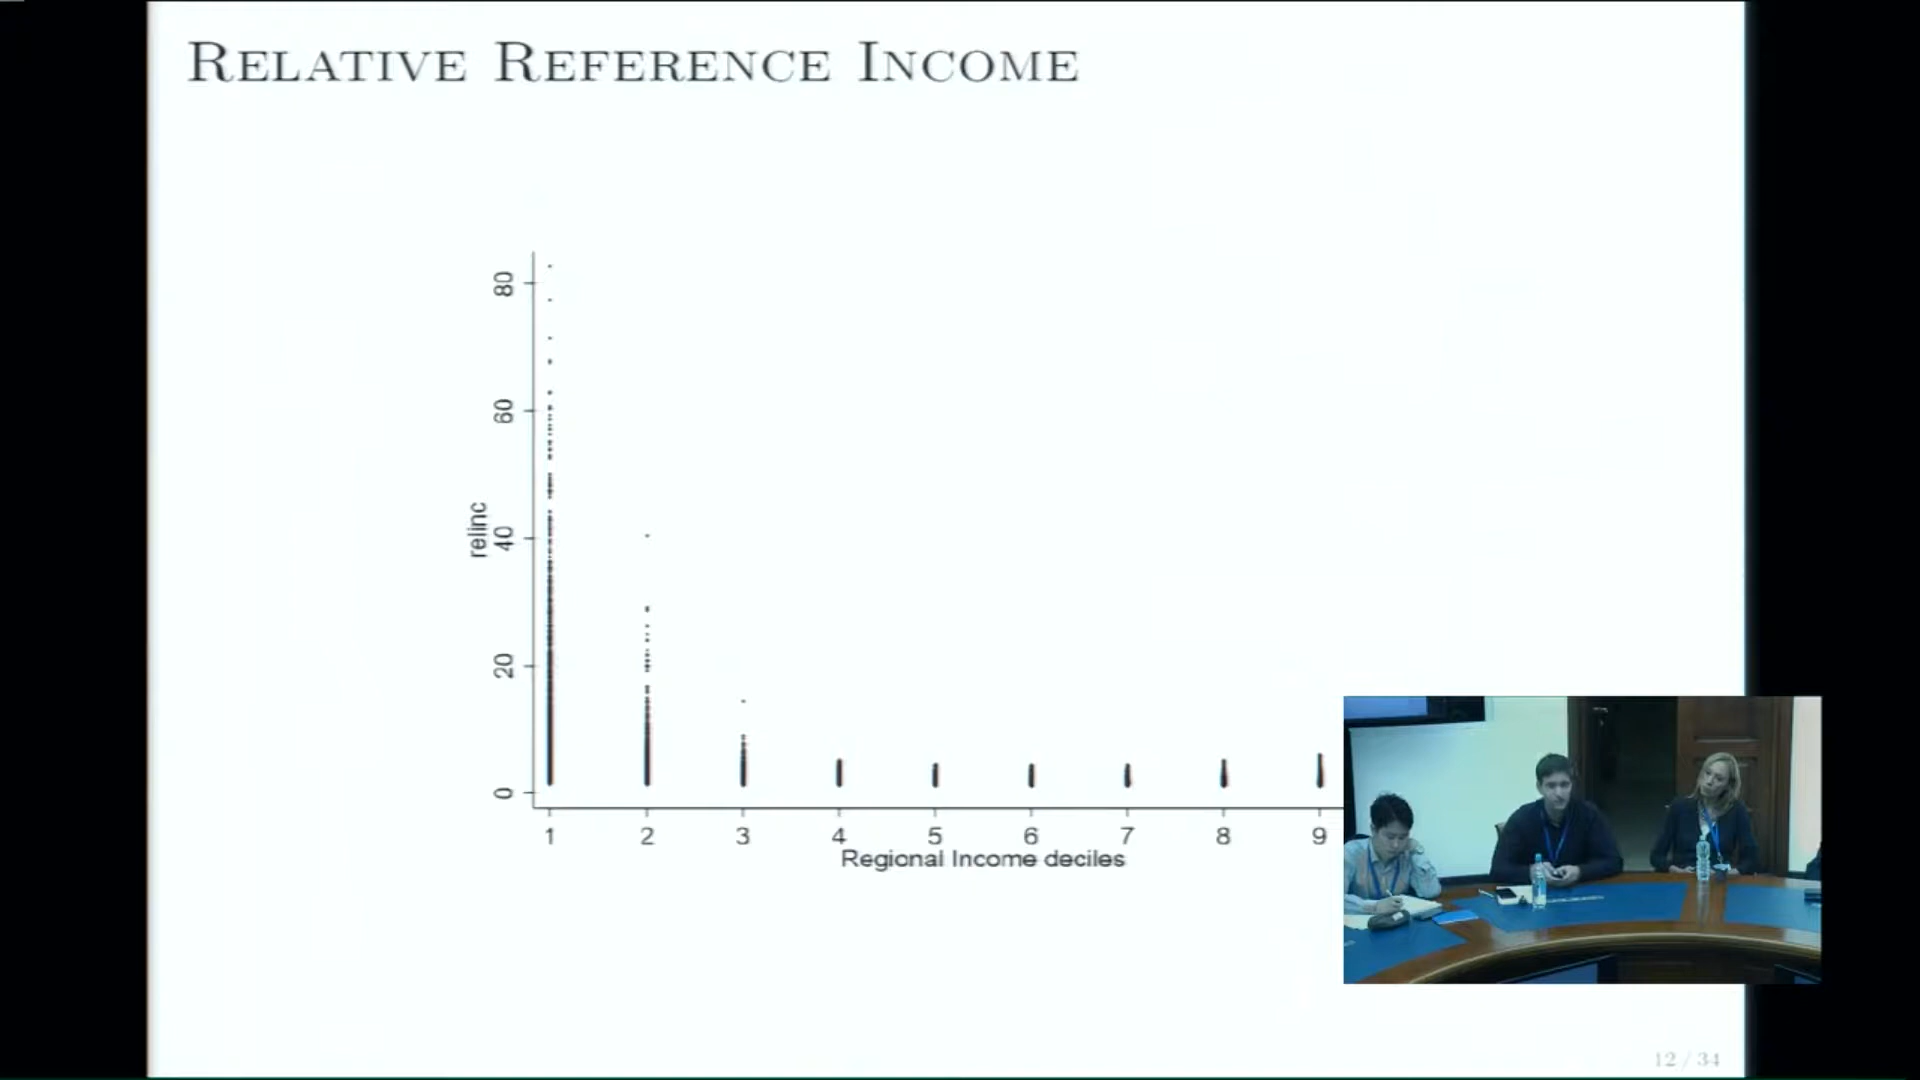 RELATIVE REFERENCE INCOME
80
60
40
20
0
relinc
1 2 3 4 5 6 7 8 9
Regional Income deciles
12 / 34